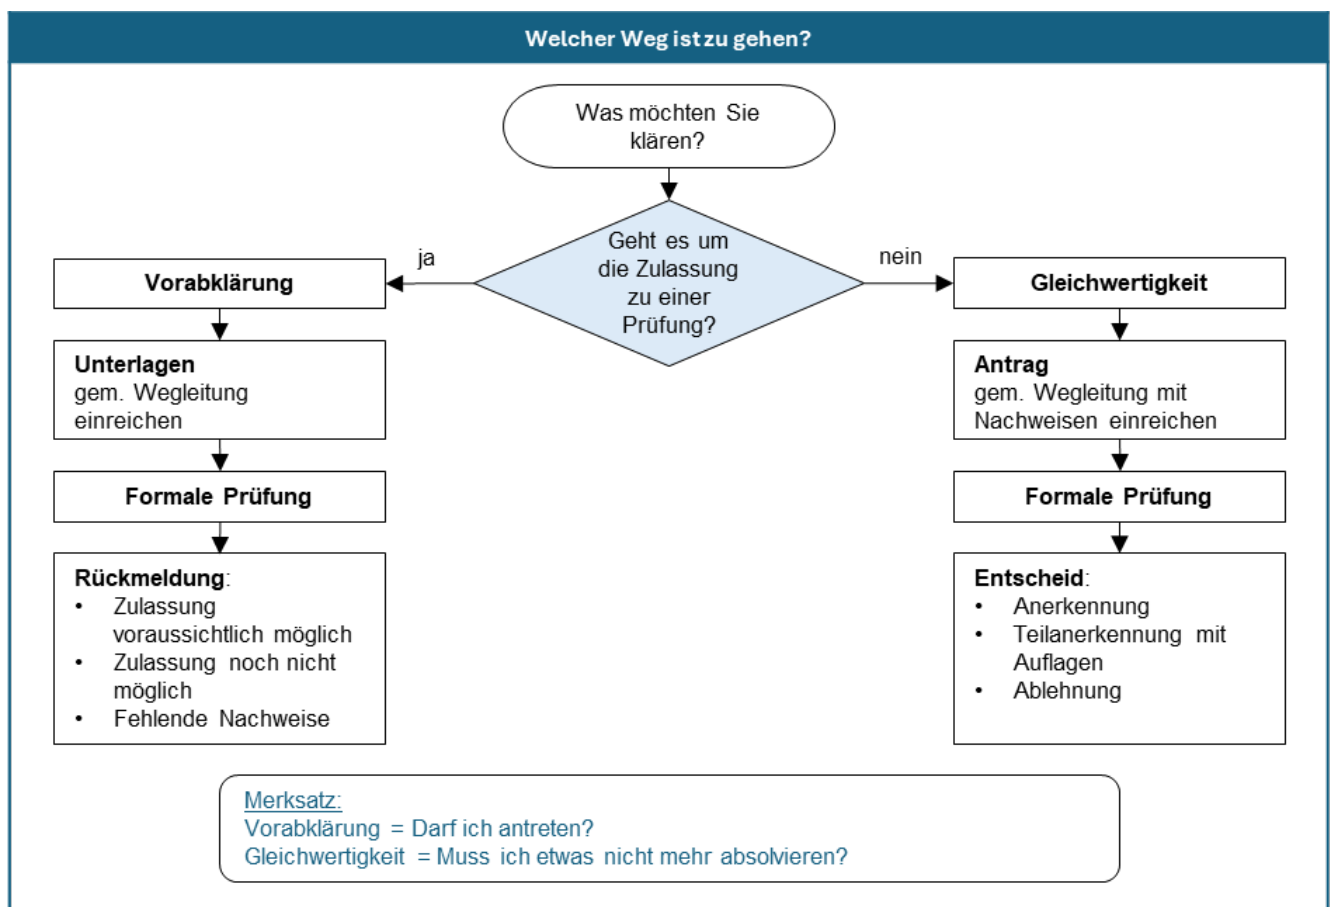 Welcher Weg ist zu gehen?
Was möchten Sie
klären?
Geht es um
die Zulassung
zu einer
Prüfung?
ja
nein
Vorabklärung
Unterlagen
gem. Wegleitung
einreichen
Formale Prüfung
Rückmeldung:
• Zulassung
voraussichtlich möglich
• Zulassung noch nicht
möglich
• Fehlende Nachweise
Gleichwertigkeit
Antrag
gem. Wegleitung mit
Nachweisen einreichen
Formale Prüfung
Entscheid:
• Anerkennung
• Teilanerkennung mit
Auflagen
• Ablehnung
Merksatz:
Vorabklärung = Darf ich antreten?
Gleichwertigkeit = Muss ich etwas nicht mehr absolvieren?